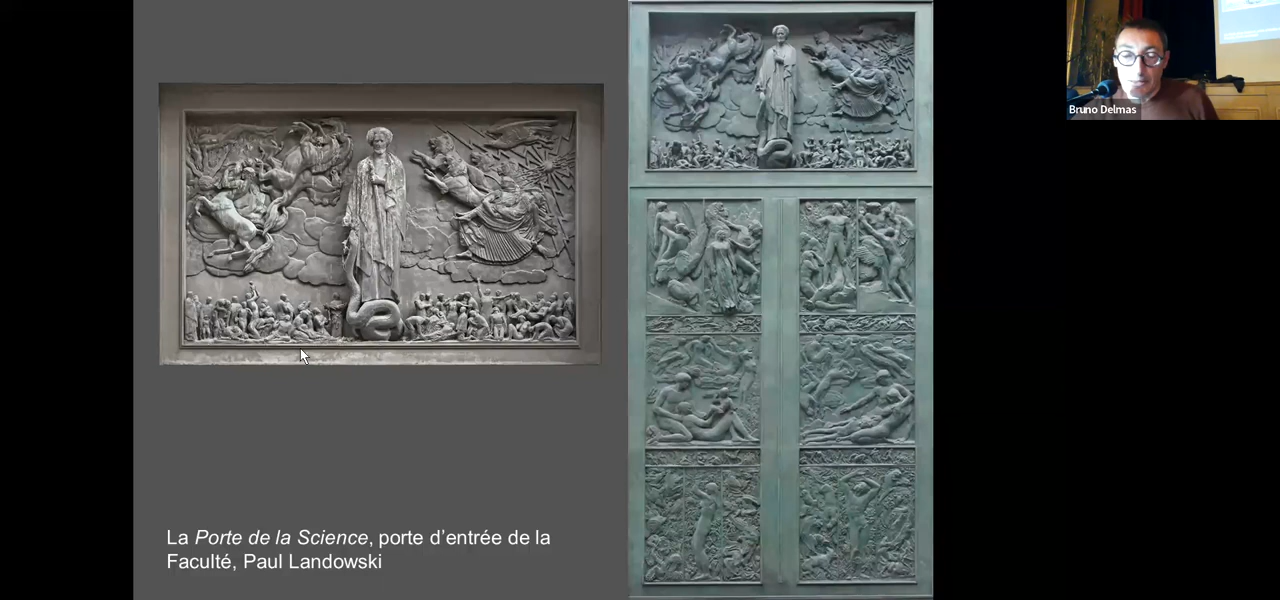 Bruno Delmas
La Porte de la Science, porte d’entrée de la
Faculté, Paul Landowski